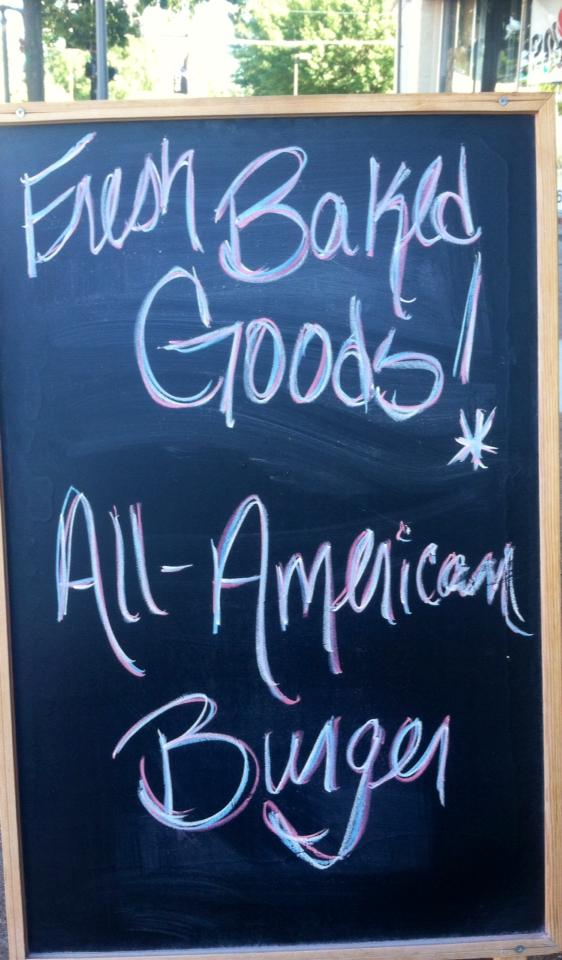 Fresh Baked
Goods!
*
All-American
Burger